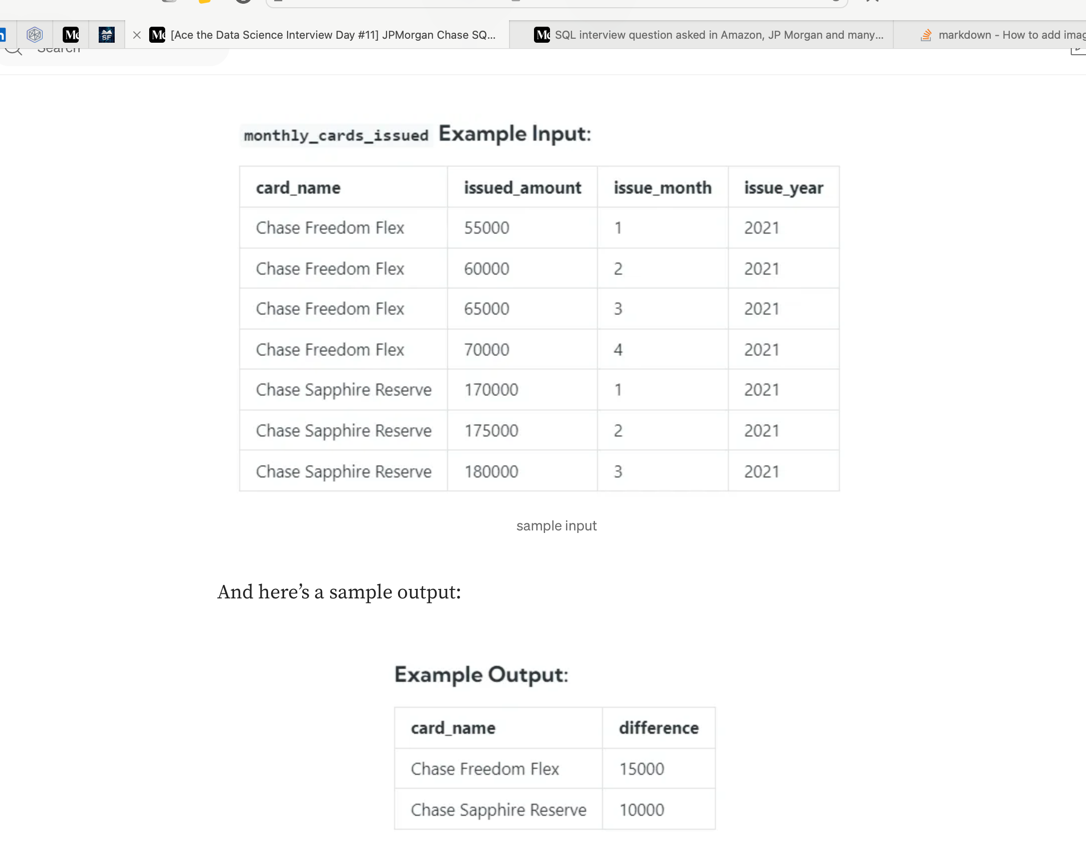 [Ace the Data Science Interview Day #11] JPMorgan Chase SQ... SQL interview question asked in Amazon, JP Morgan and many... markdown - How to add imag
Search
monthly_cards_issued Example Input:
card_name issued_amount issue_month issue_year
Chase Freedom Flex 55000 1 2021
Chase Freedom Flex 60000 2 2021
Chase Freedom Flex 65000 3 2021
Chase Freedom Flex 70000 4 2021
Chase Sapphire Reserve 170000 1 2021
Chase Sapphire Reserve 175000 2 2021
Chase Sapphire Reserve 180000 3 2021
sample input
And here’s a sample output:
Example Output:
card_name difference
Chase Freedom Flex 15000
Chase Sapphire Reserve 10000